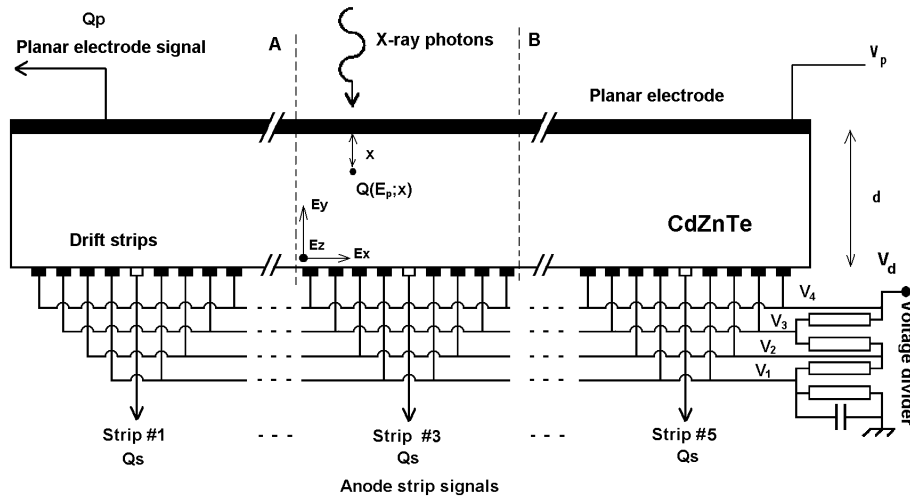 Qp
Planar electrode signal
A
X-ray photons
B
Vp
Planar electrode
x
Q(Ep;x)
d
Ey
CdZnTe
Drift strips
Ez
Ex
Vd
V4
V3
V2
V1
Voltage divider
Strip #1
Qs
Strip #3
Qs
Strip #5
Qs
Anode strip signals